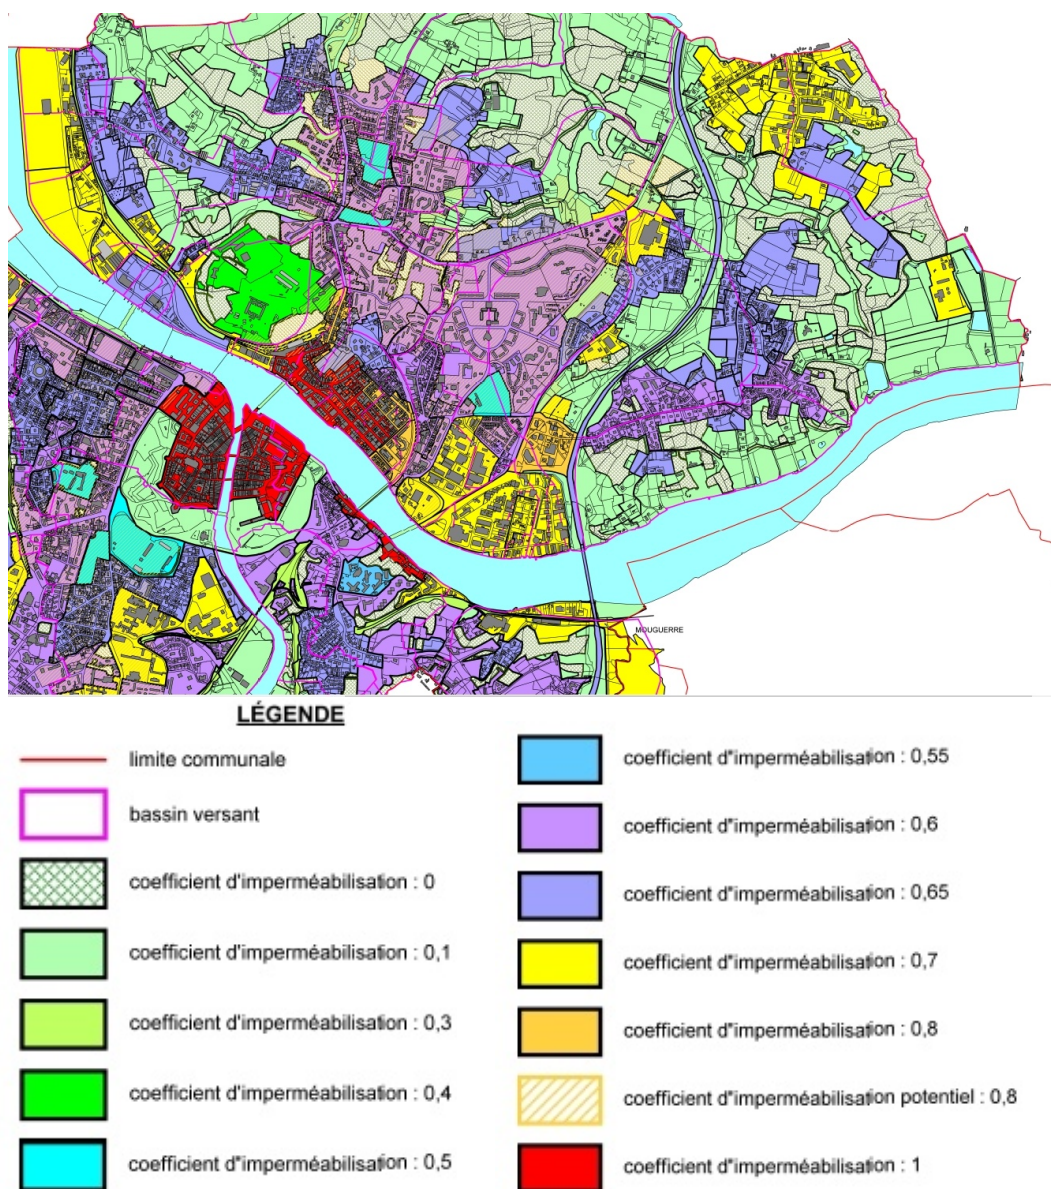 MOUGUERRE
LÉGENDE
limite communale
bassin versant
coefficient d'imperméabilisation : 0
coefficient d'imperméabilisation : 0,1
coefficient d'imperméabilisation : 0,3
coefficient d'imperméabilisation : 0,4
coefficient d'imperméabilisation : 0,5
coefficient d"imperméabilisation : 0,55
coefficient d"imperméabilisation : 0,6
coefficient d"imperméabilisation : 0,65
coefficient d"imperméabilisation : 0,7
coefficient d"imperméabilisation : 0,8
coefficient d"imperméabilisation potentiel : 0,8
coefficient d"imperméabilisation : 1